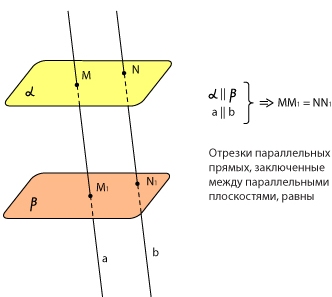 M
N
α
α || β
a || b
⇒ MM₁ = NN₁
Отрезки параллельных
прямых, заключенные
между параллельными
плоскостями, равны
M₁
N₁
β
a
b